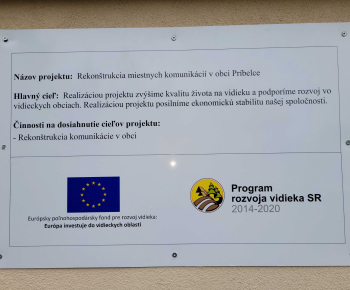 Názov projektu: Rekonštrukcia miestnych komunikácií v obci Príbelce
Hlavný cieľ: Realizáciou projektu zvýšime kvalitu života na vidieku a podporíme rozvoj vo
vidieckych obciach. Realizáciou projektu posilníme ekonomickú stabilitu našej spoločnosti.
Činnosti na dosiahnutie cieľov projektu:
- Rekonštrukcia komunikácie v obci
Program
rozvoja vidieka SR
2014-2020
Európsky poľnohospodársky fond pre rozvoj vidieka:
Európa investuje do vidieckych oblastí